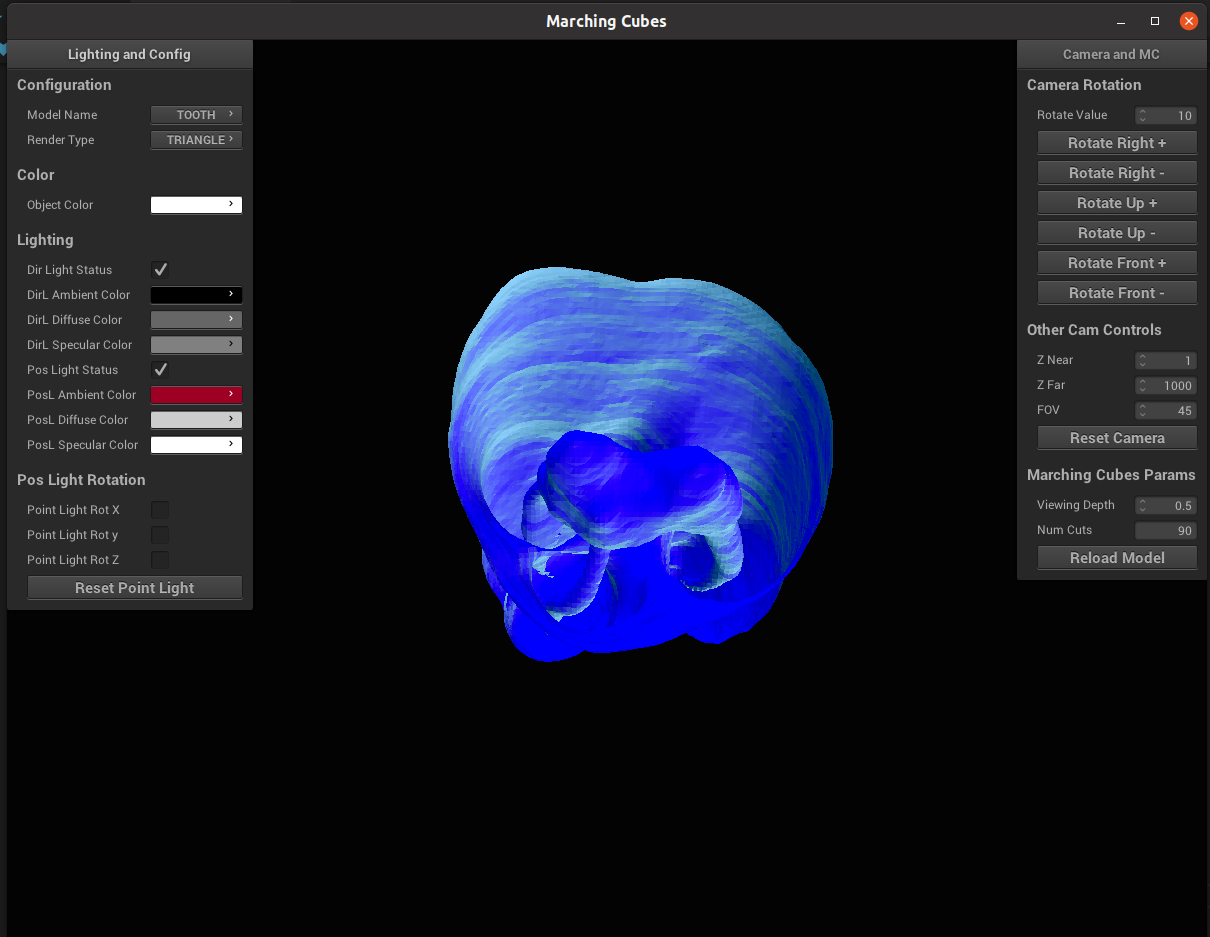 Marching Cubes
Lighting and Config
Configuration
Model Name TOOTH
Render Type TRIANGLE
Color
Object Color
Lighting
Dir Light Status
DirL Ambient Color
DirL Diffuse Color
DirL Specular Color
Pos Light Status
PosL Ambient Color
PosL Diffuse Color
PosL Specular Color
Pos Light Rotation
Point Light Rot X
Point Light Rot y
Point Light Rot Z
Reset Point Light
Camera and MC
Camera Rotation
Rotate Value 10
Rotate Right +
Rotate Right -
Rotate Up +
Rotate Up -
Rotate Front +
Rotate Front -
Other Cam Controls
Z Near 1
Z Far 1000
FOV 45
Reset Camera
Marching Cubes Params
Viewing Depth 0.5
Num Cuts 90
Reload Model